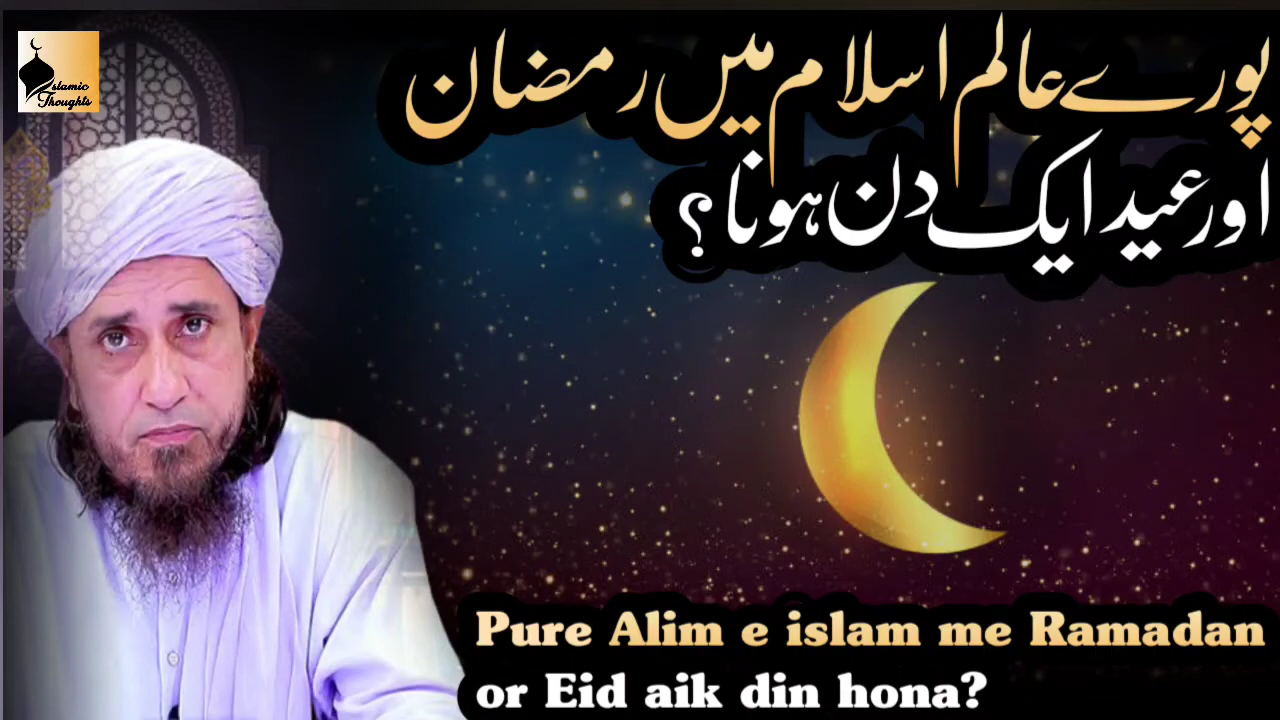 Islamic
Thoughts
پورے عالم اسلام میں رمضان
اور عید ایک دن ہونا؟
Pure Alim e islam me Ramadan
or Eid aik din hona?